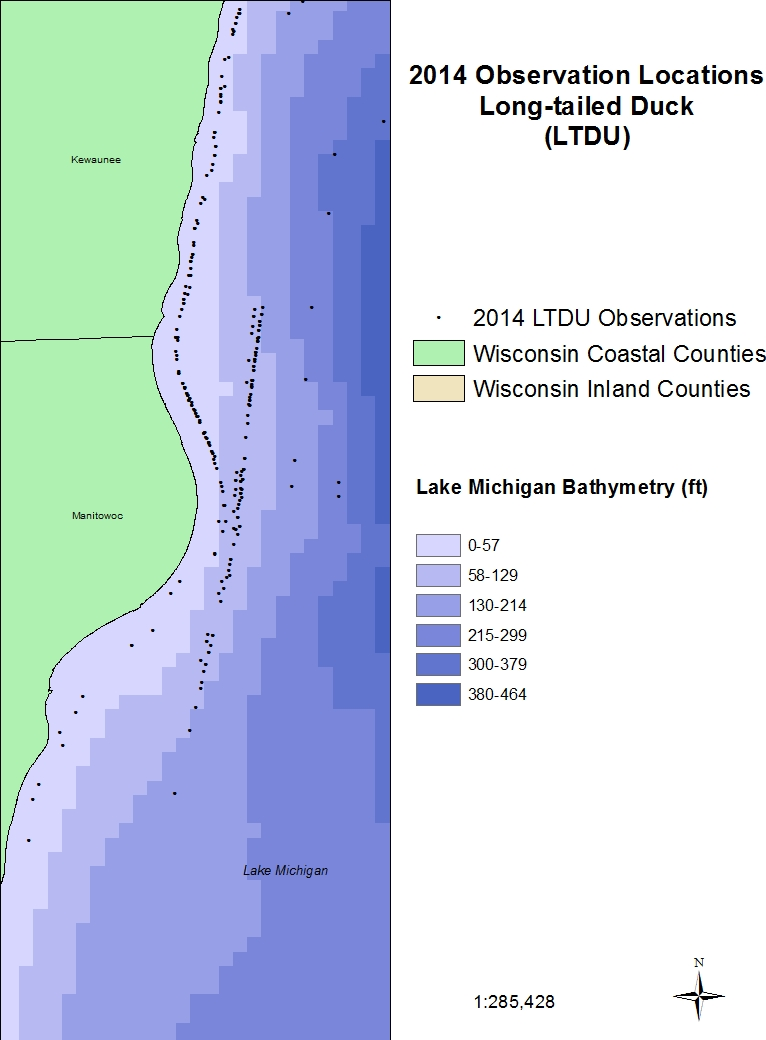 2014 Observation Locations
Long-tailed Duck
(LTDU)
Kewaunee
2014 LTDU Observations
Wisconsin Coastal Counties
Wisconsin Inland Counties
Lake Michigan Bathymetry (ft)
Manitowoc
0-57
58-129
130-214
215-299
300-379
380-464
Lake Michigan
N
1:285,428